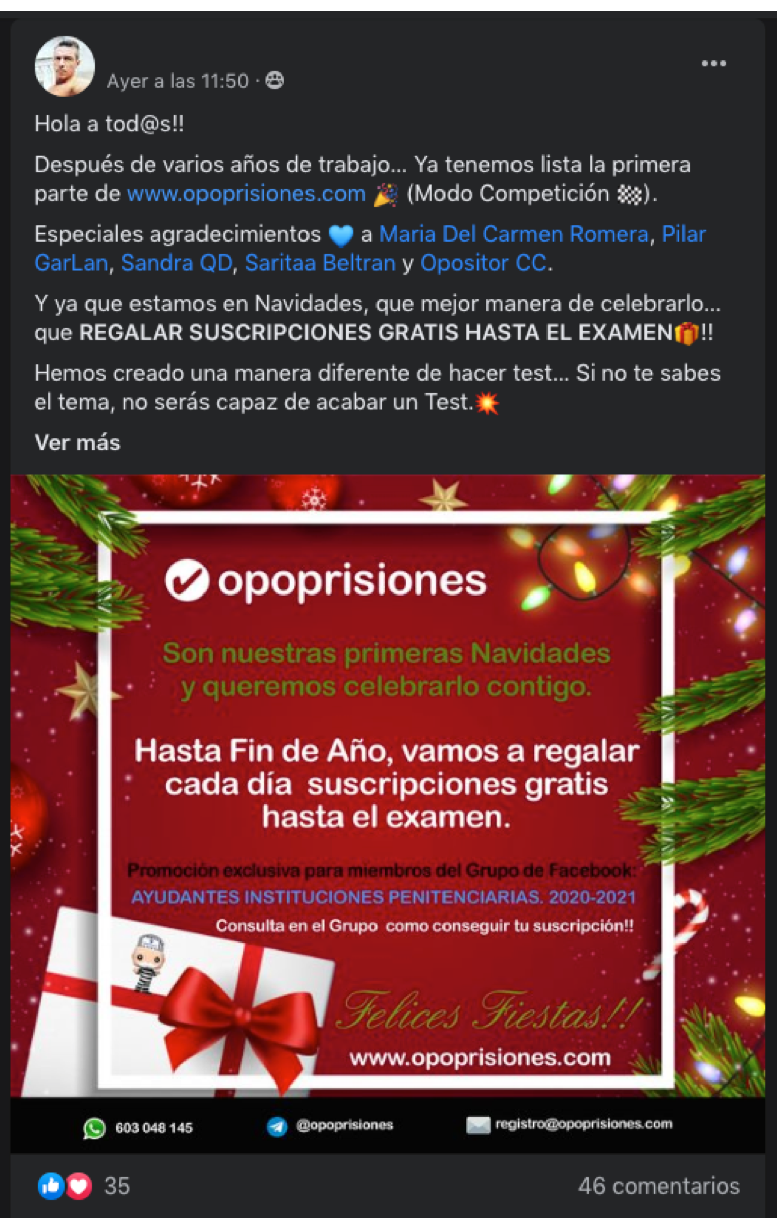 Ayer a las 11:50 ·
Hola a tod@s!!
Después de varios años de trabajo... Ya tenemos lista la primera
parte de www.opoprisiones.com 🎉 (Modo Competición 🏁).
Especiales agradecimientos 💙 a Maria Del Carmen Romera, Pilar
GarLan, Sandra QD, Saritaa Beltran y Opositor CC.
Y ya que estamos en Navidades, que mejor manera de celebrarlo...
que REGALAR SUSCRIPCIONES GRATIS HASTA EL EXAMEN🎁!!
Hemos creado una manera diferente de hacer test... Si no te sabes
el tema, no serás capaz de acabar un Test.💥
Ver más
opoprisiones
Son nuestras primeras Navidades
y queremos celebrarlo contigo.
Hasta Fin de Año, vamos a regalar
cada día suscripciones gratis
hasta el examen.
Promoción exclusiva para miembros del Grupo de Facebook:
AYUDANTES INSTITUCIONES PENITENCIARIAS. 2020-2021
Consulta en el Grupo como conseguir tu suscripción!!
Felices Fiestas!!
www.opoprisiones.com
603 048 145
@opoprisiones
registro@opoprisiones.com
35
46 comentarios